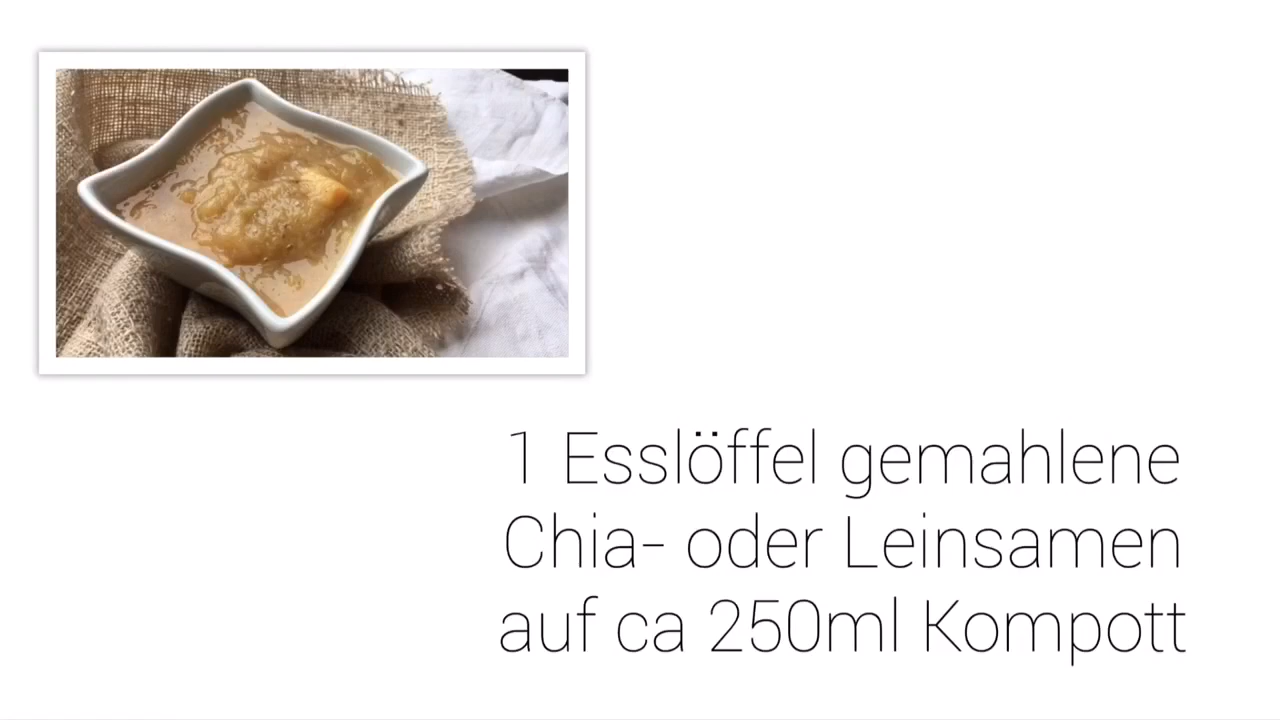 1 Esslöffel gemahlene
Chia- oder Leinsamen
auf ca 250ml Kompott